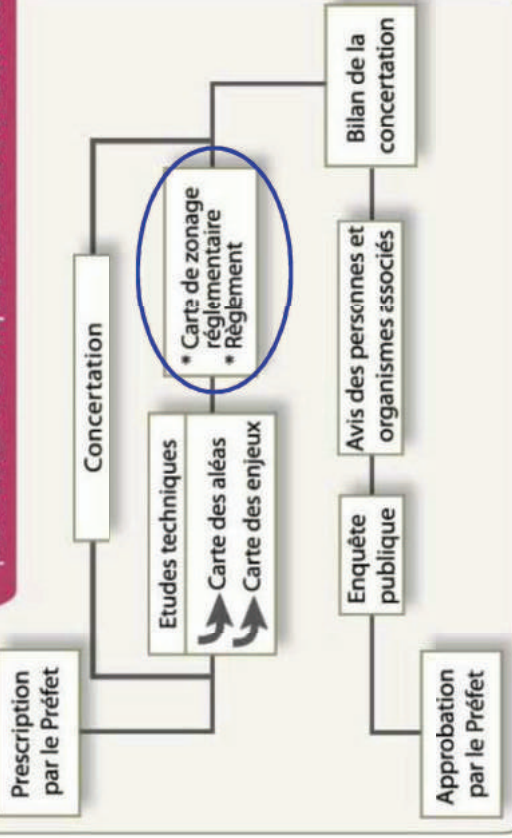 Prescription
par le Préfet
Concertation
Etudes techniques
Carte des aléas
Carte des enjeux
* Carte de zonage
réglementaire
* Règlement
Bilan de la
concertation
Avis des personnes et
organismes associés
Enquête
publique
Approbation
par le Préfet